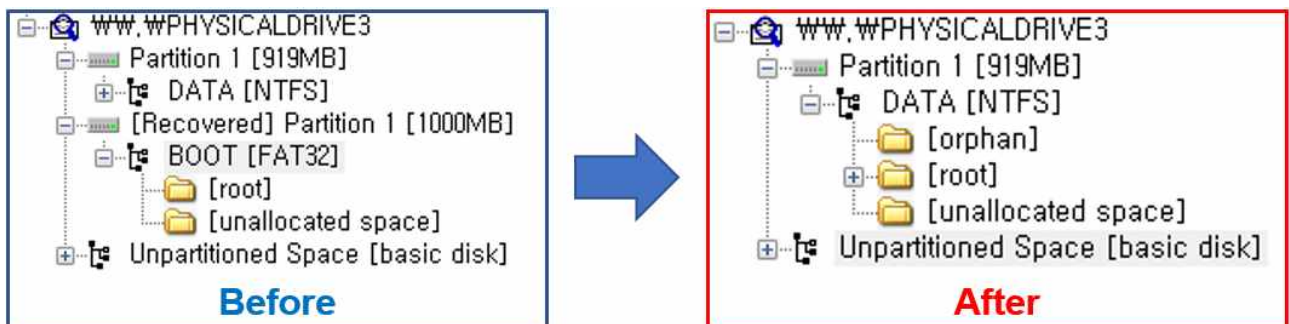 ₩₩,₩PHYSICALDRIVE3
Partition 1 [919MB]
DATA [NTFS]
[Recovered] Partition 1 [1000MB]
BOOT [FAT32]
[root]
[unallocated space]
Unpartitioned Space [basic disk]
Before
₩₩,₩PHYSICALDRIVE3
Partition 1 [919MB]
DATA [NTFS]
[orphan]
[root]
[unallocated space]
Unpartitioned Space [basic disk]
After